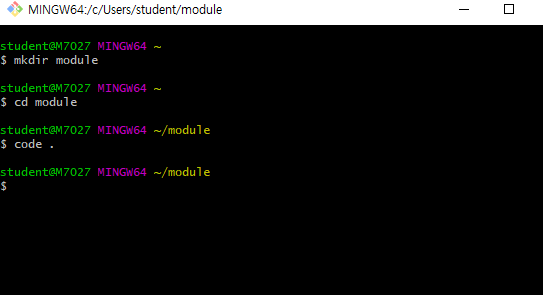 MINGW64:/c/Users/student/module
student@M7027 MINGW64 ~
$ mkdir module
student@M7027 MINGW64 ~
$ cd module
student@M7027 MINGW64 ~/module
$ code .
student@M7027 MINGW64 ~/module
$